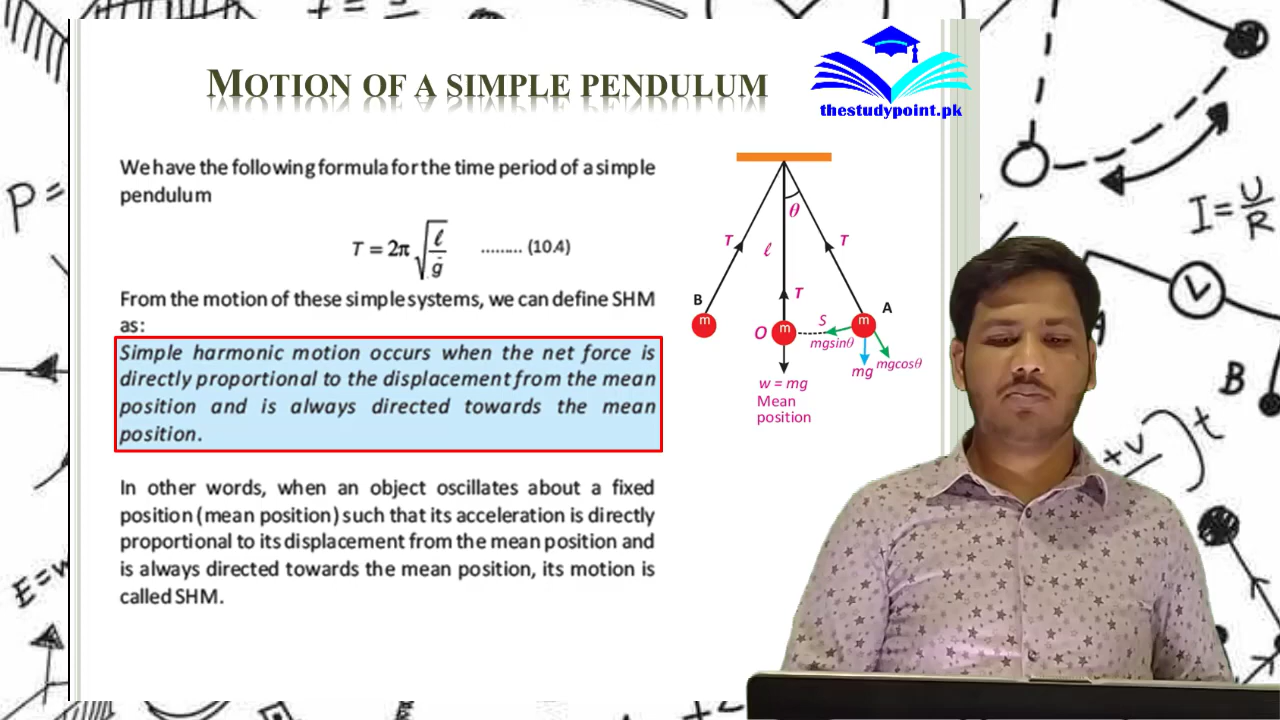 MOTION OF A SIMPLE PENDULUM
thestudypoint.pk
We have the following formula for the time period of a simple
pendulum
T = 2π √ℓ/g ......... (10.4)
From the motion of these simple systems, we can define SHM
as:
Simple harmonic motion occurs when the net force is
directly proportional to the displacement from the mean
position and is always directed towards the mean
position.
In other words, when an object oscillates about a fixed
position (mean position) such that its acceleration is directly
proportional to its displacement from the mean position and
is always directed towards the mean position, its motion is
called SHM.
θ
T
ℓ
T
T
B
A
m
O
m
S
m
mgsinθ
mg
mgcosθ
w = mg
Mean
position
P=
E=
I=U/R
V
A
B
+v
t